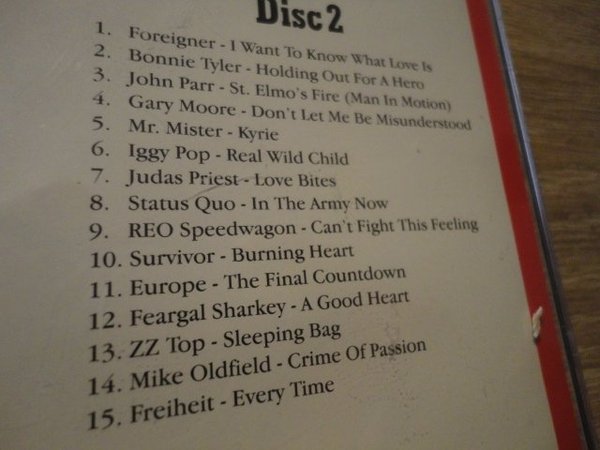 Disc 2
1. Foreigner - I Want To Know What Love Is
2. Bonnie Tyler - Holding Out For A Hero
3. John Parr - St. Elmo's Fire (Man In Motion)
4. Gary Moore - Don't Let Me Be Misunderstood
5. Mr. Mister - Kyrie
6. Iggy Pop - Real Wild Child
7. Judas Priest - Love Bites
8. Status Quo - In The Army Now
9. REO Speedwagon - Can't Fight This Feeling
10. Survivor - Burning Heart
11. Europe - The Final Countdown
12. Feargal Sharkey - A Good Heart
13. ZZ Top - Sleeping Bag
14. Mike Oldfield - Crime Of Passion
15. Freiheit - Every Time